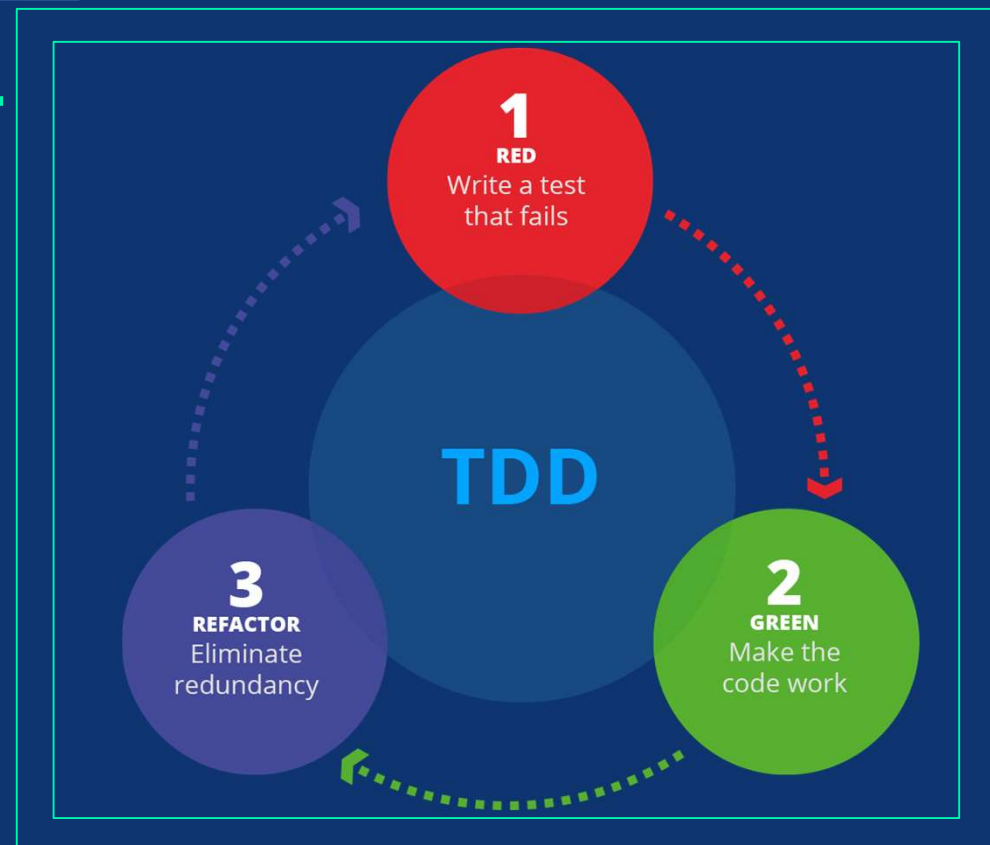 1
RED
Write a test
that fails
TDD
2
GREEN
Make the
code work
3
REFACTOR
Eliminate
redundancy